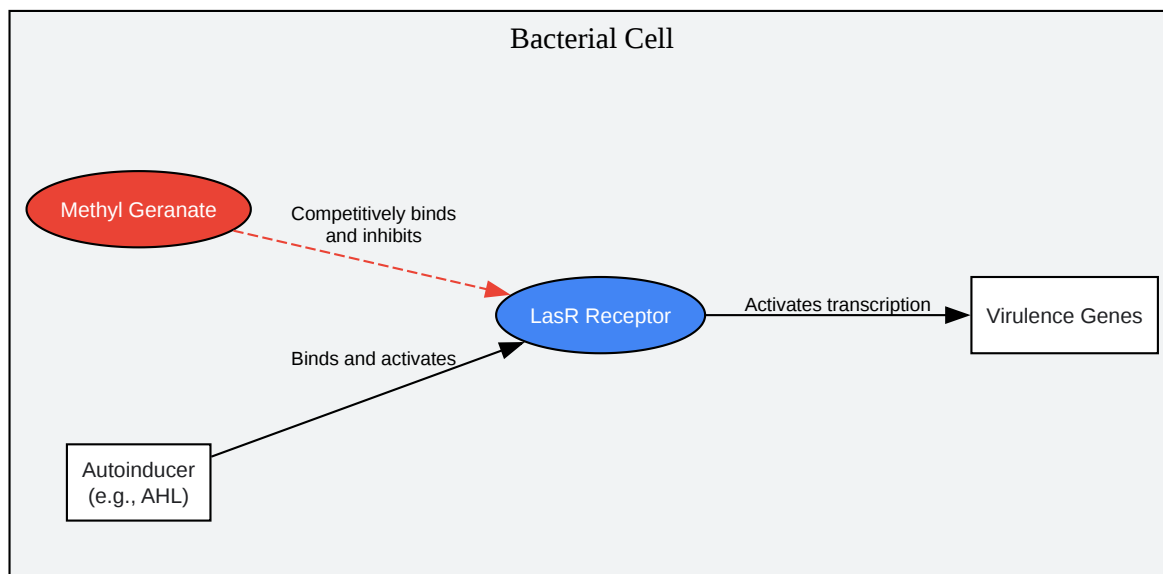 Bacterial Cell
Methyl Geranate
Competitively binds
and inhibits
LasR Receptor
Activates transcription
Virulence Genes
Binds and activates
Autoinducer
(e.g., AHL)